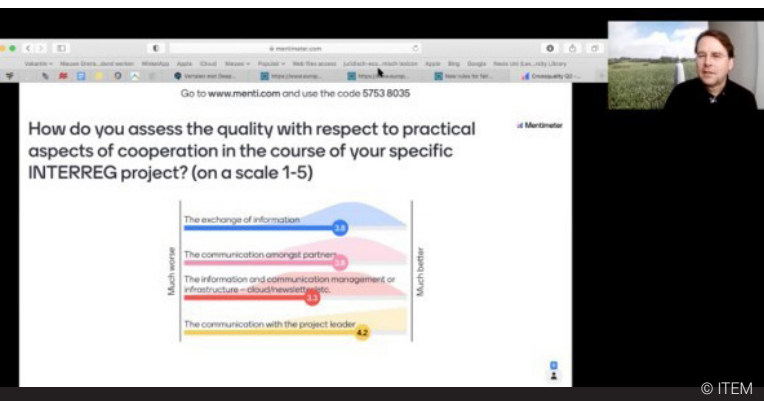 mentimeter.com
Go to www.menti.com and use the code 5753 8035
Mentimeter
How do you assess the quality with respect to practical
aspects of cooperation in the course of your specific
INTERREG project? (on a scale 1-5)
Much worse
The exchange of information
3.8
The communication amongst partners
3.8
The information and communication management or
infrastructure – cloud/newsletter/etc.
3.3
The communication with the project leader
4.2
Much better
© ITEM